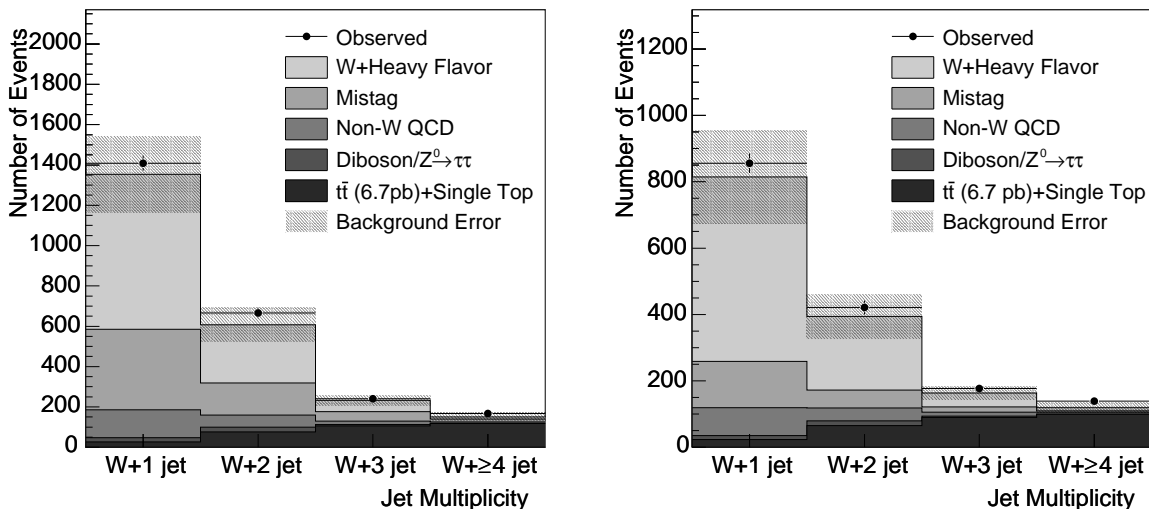 Number of Events
2000
1800
1600
1400
1200
1000
800
600
400
200
0
Observed
W+Heavy Flavor
Mistag
Non-W QCD
Diboson/Z⁰→ττ
tt̄ (6.7pb)+Single Top
Background Error
W+1 jet W+2 jet W+3 jet W+≥4 jet
Jet Multiplicity
Number of Events
1200
1000
800
600
400
200
0
Observed
W+Heavy Flavor
Mistag
Non-W QCD
Diboson/Z⁰→ττ
tt̄ (6.7pb)+Single Top
Background Error
W+1 jet W+2 jet W+3 jet W+≥4 jet
Jet Multiplicity